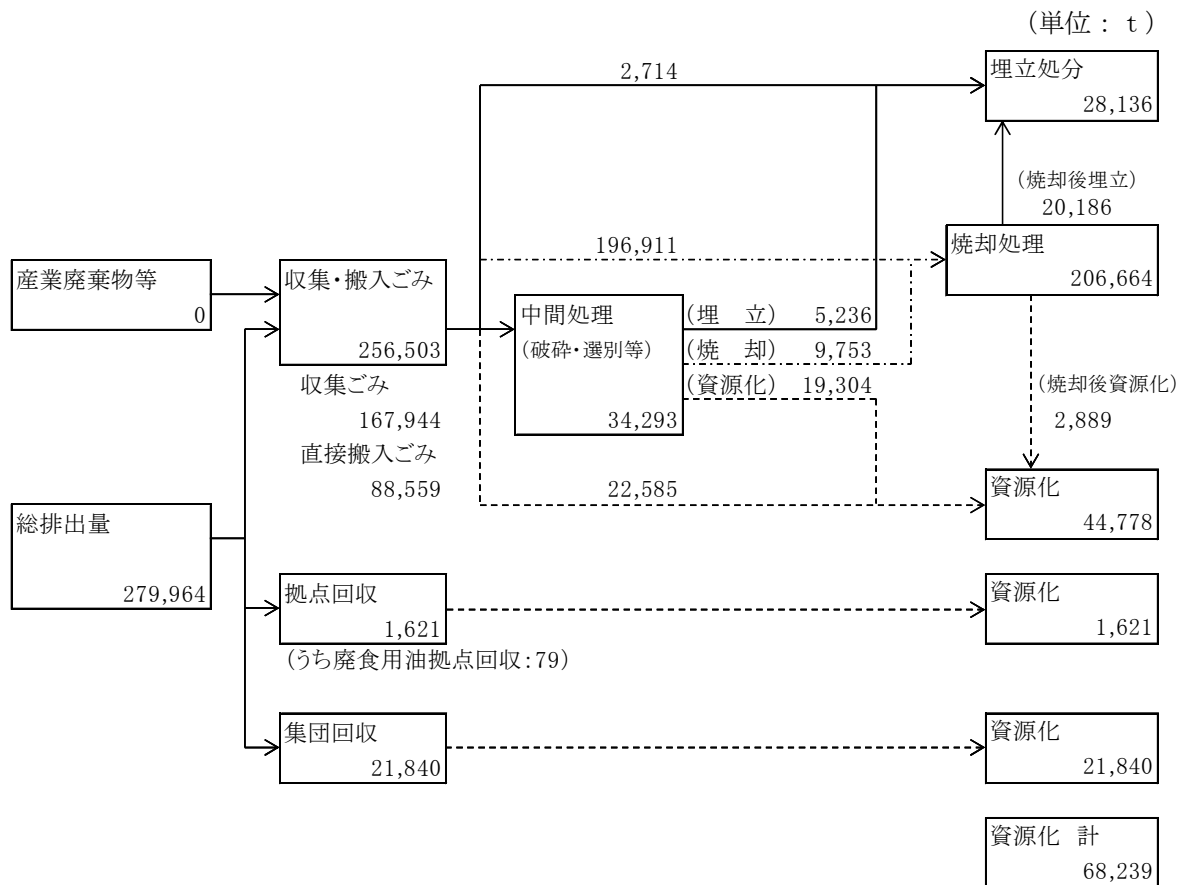 (単位： t )
2,714
埋立処分
28,136
(焼却後埋立)
20,186
196,911
焼却処理
206,664
産業廃棄物等
0
収集・搬入ごみ
256,503
中間処理
(破砕・選別等)
34,293
(埋　立) 5,236
(焼　却) 9,753
(資源化) 19,304
収集ごみ
167,944
直接搬入ごみ
88,559
(焼却後資源化)
2,889
22,585
資源化
44,778
総排出量
279,964
拠点回収
1,621
(うち廃食用油拠点回収:79)
資源化
1,621
集団回収
21,840
資源化
21,840
資源化 計
68,239